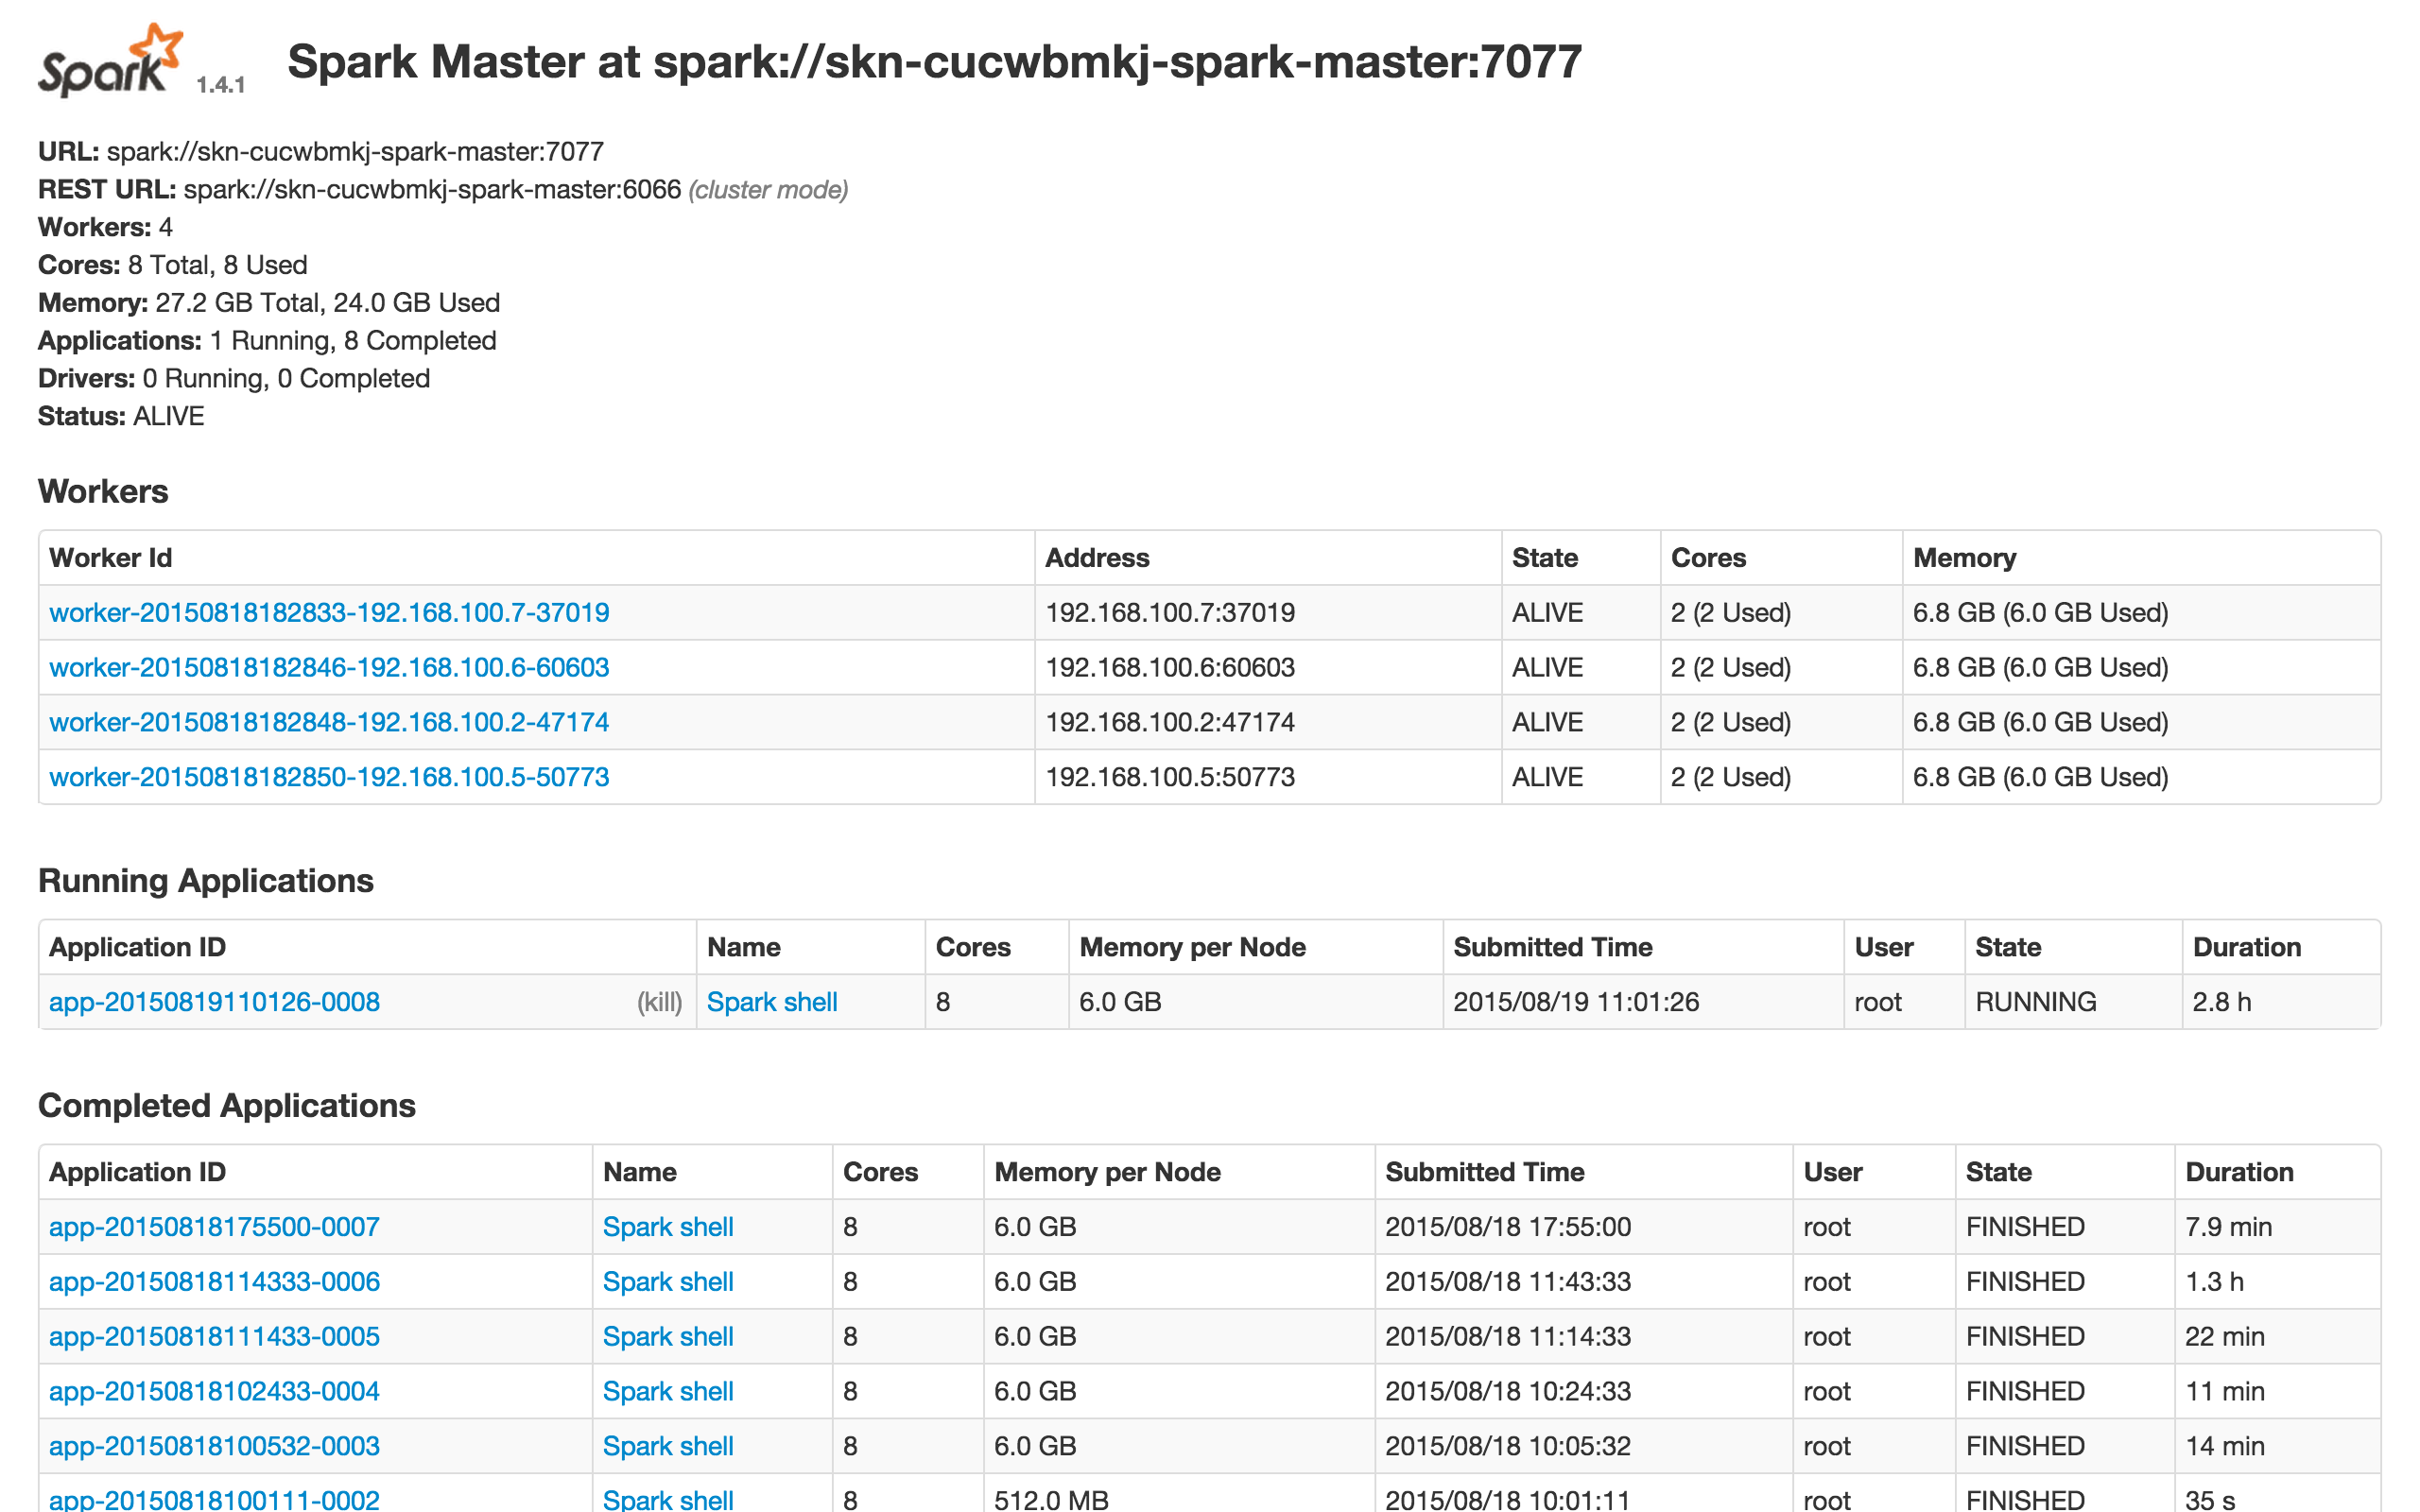 Spark 1.4.1 Spark Master at spark://skn-cucwbmkj-spark-master:7077
URL: spark://skn-cucwbmkj-spark-master:7077
REST URL: spark://skn-cucwbmkj-spark-master:6066 (cluster mode)
Workers: 4
Cores: 8 Total, 8 Used
Memory: 27.2 GB Total, 24.0 GB Used
Applications: 1 Running, 8 Completed
Drivers: 0 Running, 0 Completed
Status: ALIVE
Workers
Worker Id Address State Cores Memory
worker-20150818182833-192.168.100.7-37019 192.168.100.7:37019 ALIVE 2 (2 Used) 6.8 GB (6.0 GB Used)
worker-20150818182846-192.168.100.6-60603 192.168.100.6:60603 ALIVE 2 (2 Used) 6.8 GB (6.0 GB Used)
worker-20150818182848-192.168.100.2-47174 192.168.100.2:47174 ALIVE 2 (2 Used) 6.8 GB (6.0 GB Used)
worker-20150818182850-192.168.100.5-50773 192.168.100.5:50773 ALIVE 2 (2 Used) 6.8 GB (6.0 GB Used)
Running Applications
Application ID Name Cores Memory per Node Submitted Time User State Duration
app-20150819110126-0008 (kill) Spark shell 8 6.0 GB 2015/08/19 11:01:26 root RUNNING 2.8 h
Completed Applications
Application ID Name Cores Memory per Node Submitted Time User State Duration
app-20150818175500-0007 Spark shell 8 6.0 GB 2015/08/18 17:55:00 root FINISHED 7.9 min
app-20150818114333-0006 Spark shell 8 6.0 GB 2015/08/18 11:43:33 root FINISHED 1.3 h
app-20150818111433-0005 Spark shell 8 6.0 GB 2015/08/18 11:14:33 root FINISHED 22 min
app-20150818102433-0004 Spark shell 8 6.0 GB 2015/08/18 10:24:33 root FINISHED 11 min
app-20150818100532-0003 Spark shell 8 6.0 GB 2015/08/18 10:05:32 root FINISHED 14 min
app-20150818100111-0002 Spark shell 8 512.0 MB 2015/08/18 10:01:11 root FINISHED 35 s